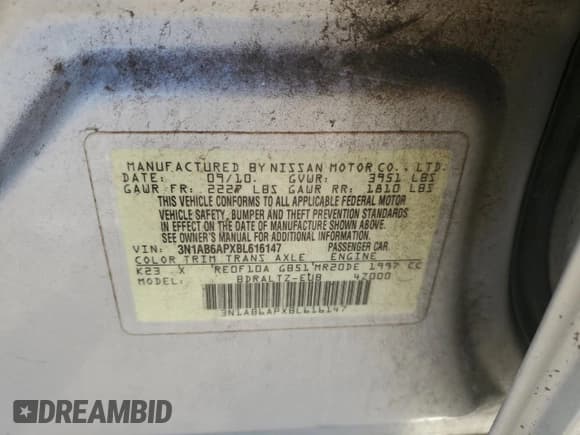 MANUFACTURED BY NISSAN MOTOR CO., LTD.
DATE: 09/10. GVWR: 3951 LBS
GAWR FR: 2227 LBS GAWR RR: 1810 LBS
THIS VEHICLE CONFORMS TO ALL APPLICABLE FEDERAL MOTOR
VEHICLE SAFETY, BUMPER AND THEFT PREVENTION STANDARDS
IN EFFECT ON THE DATE OF MANUFACTURE SHOWN ABOVE.
SEE OWNER'S MANUAL FOR ADDITIONAL INFORMATION.
VIN: 3N1AB6APXBL616147 PASSENGER CAR.
COLOR TRIM TRANS AXLE ENGINE
K23 X RE0F10A GB51 MR20DE 1997 CC
MODEL: BDRALTZ-EUB 4Z000
3N1AB6APXBL616147
DREAMBID